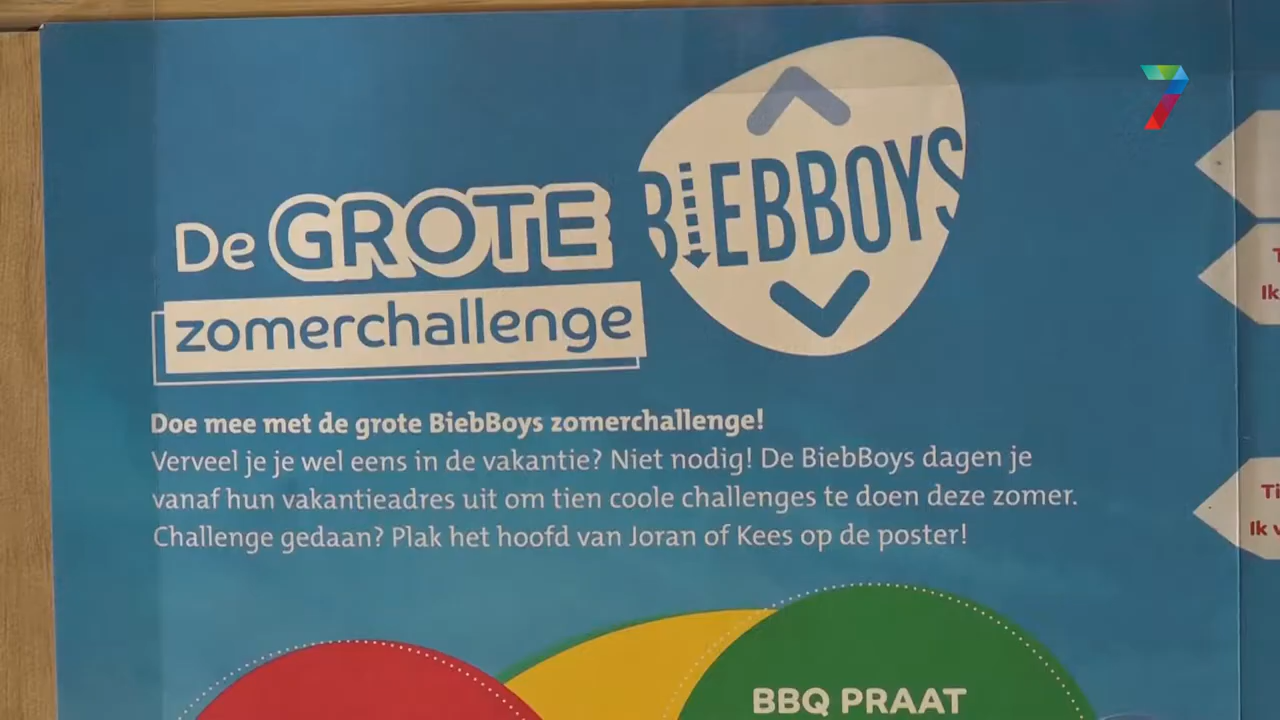 De GROTE
zomerchallenge
BIEBBOYS
Doe mee met de grote BiebBoys zomerchallenge!
Verveel je je wel eens in de vakantie? Niet nodig! De BiebBoys dagen je
vanaf hun vakantieadres uit om tien coole challenges te doen deze zomer.
Challenge gedaan? Plak het hoofd van Joran of Kees op de poster!
BBQ PRAAT
7
Ik